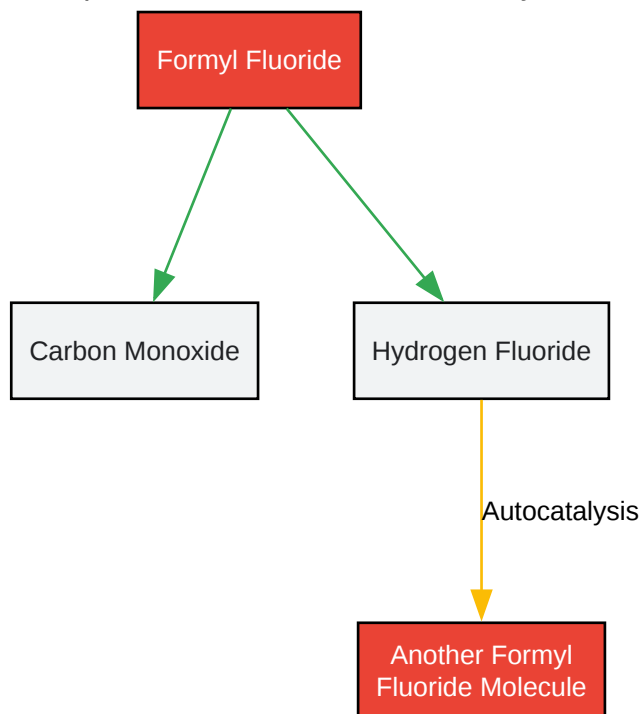 Formyl Fluoride
Carbon Monoxide
Hydrogen Fluoride
Autocatalysis
Another Formyl
Fluoride Molecule